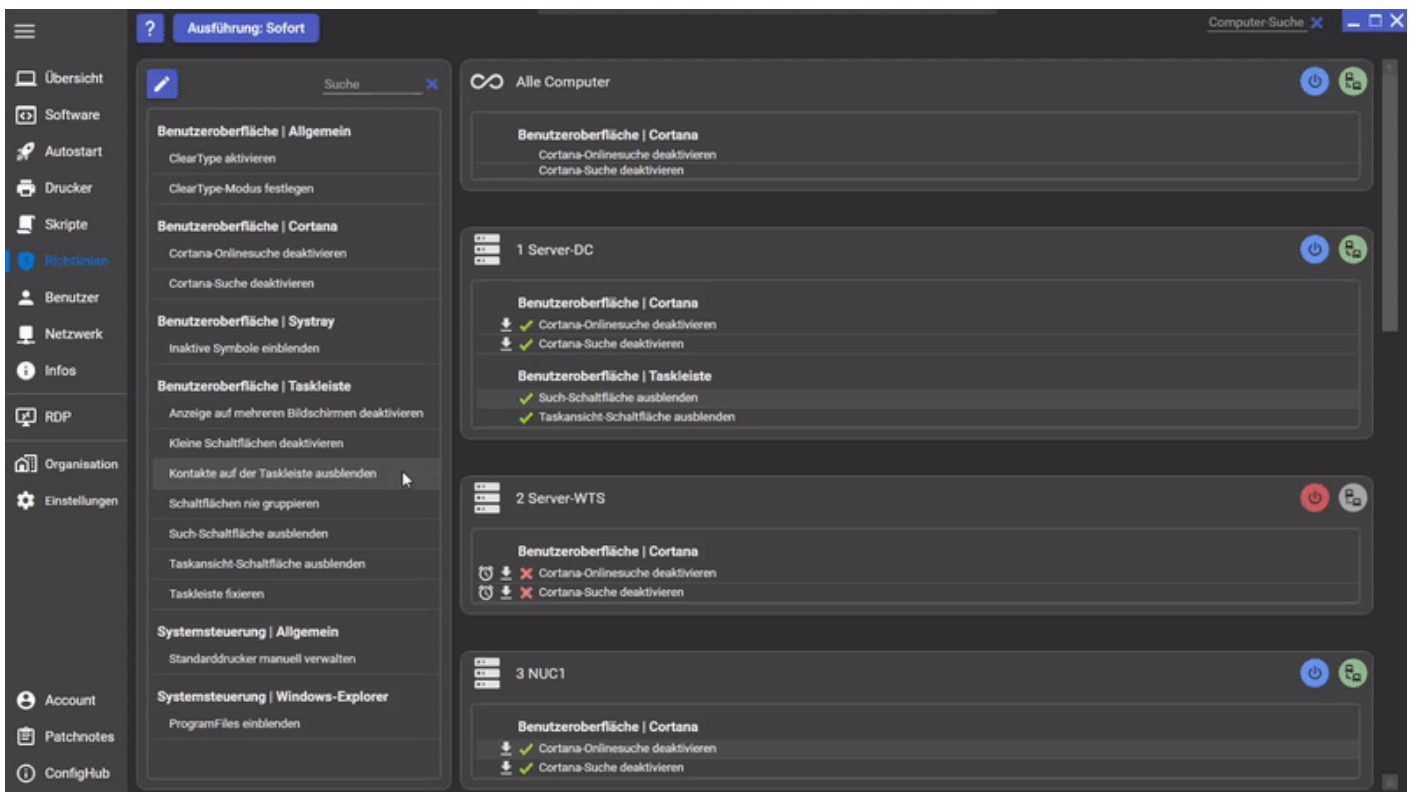 ? Ausführung: Sofort
Computer-Suche
Übersicht
Software
Autostart
Drucker
Skripte
Richtlinien
Benutzer
Netzwerk
Infos
RDP
Organisation
Einstellungen
Account
Patchnotes
ConfigHub
Suche
Benutzeroberfläche | Allgemein
ClearType aktivieren
ClearType-Modus festlegen
Benutzeroberfläche | Cortana
Cortana-Onlinesuche deaktivieren
Cortana-Suche deaktivieren
Benutzeroberfläche | Systray
Inaktive Symbole einblenden
Benutzeroberfläche | Taskleiste
Anzeige auf mehreren Bildschirmen deaktivieren
Kleine Schaltflächen deaktivieren
Kontakte auf der Taskleiste ausblenden
Schaltflächen nie gruppieren
Such-Schaltfläche ausblenden
Taskansicht-Schaltfläche ausblenden
Taskleiste fixieren
Systemsteuerung | Allgemein
Standarddrucker manuell verwalten
Systemsteuerung | Windows-Explorer
ProgramFiles einblenden
Alle Computer
Benutzeroberfläche | Cortana
Cortana-Onlinesuche deaktivieren
Cortana-Suche deaktivieren
1 Server-DC
Benutzeroberfläche | Cortana
Cortana-Onlinesuche deaktivieren
Cortana-Suche deaktivieren
Benutzeroberfläche | Taskleiste
Such-Schaltfläche ausblenden
Taskansicht-Schaltfläche ausblenden
2 Server-WTS
Benutzeroberfläche | Cortana
Cortana-Onlinesuche deaktivieren
Cortana-Suche deaktivieren
3 NUC1
Benutzeroberfläche | Cortana
Cortana-Onlinesuche deaktivieren
Cortana-Suche deaktivieren